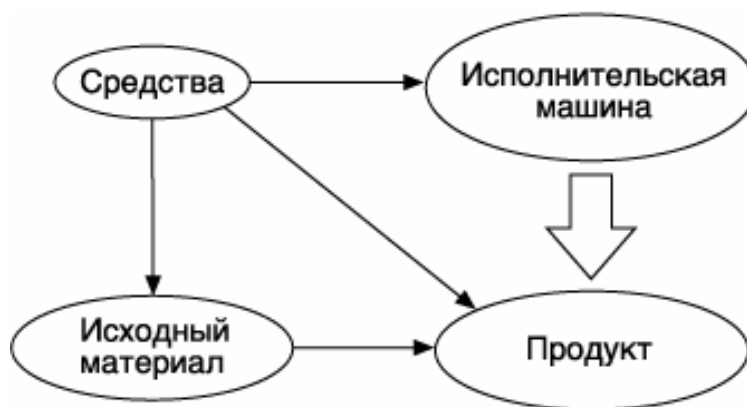 Средства
Исполнительская
машина
Исходный
материал
Продукт